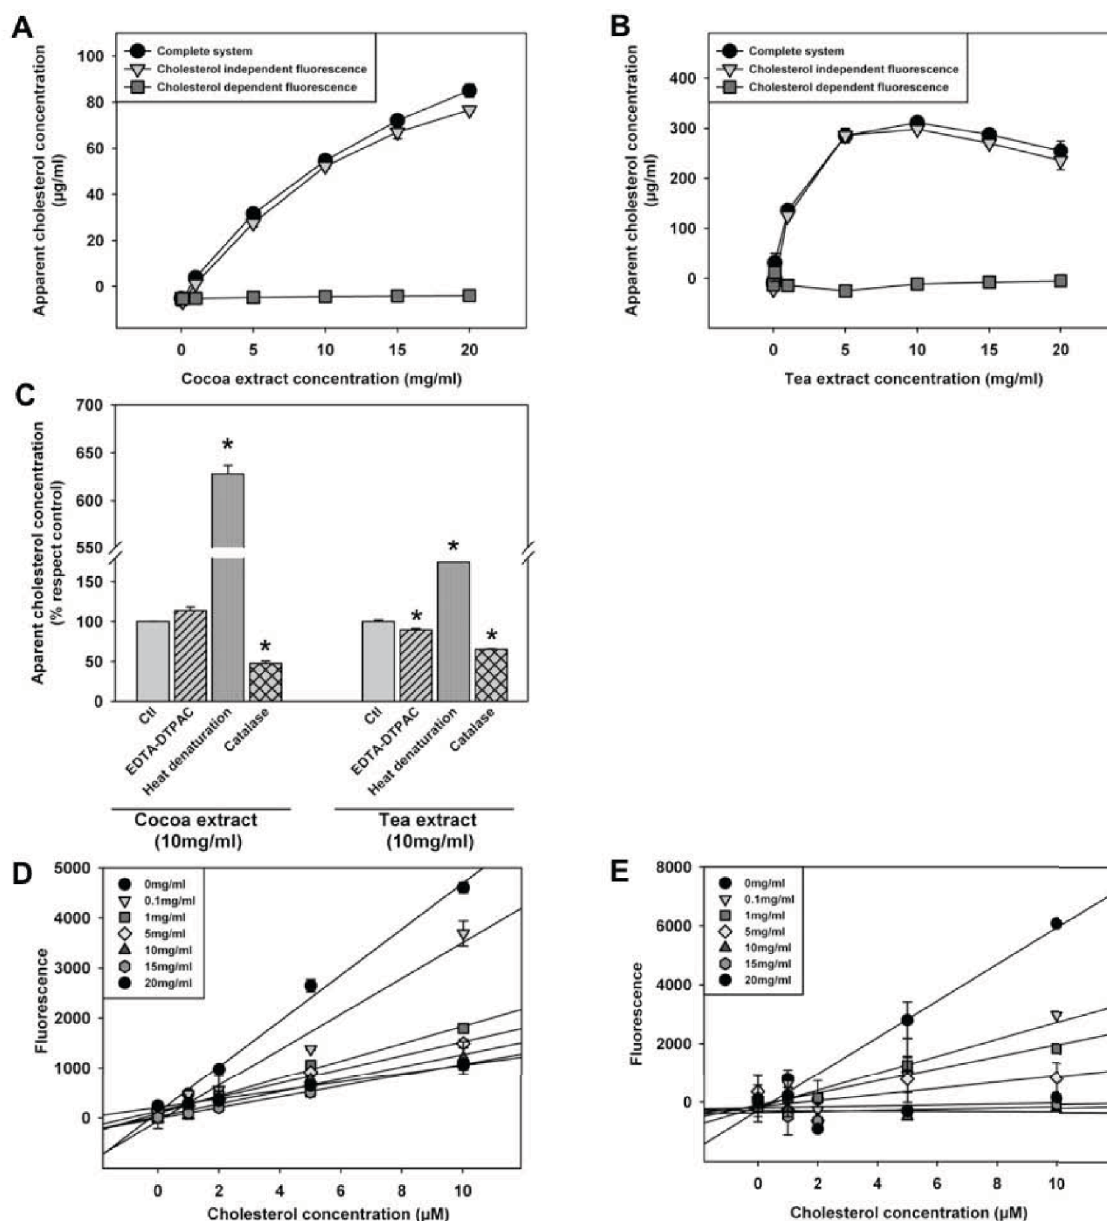 A
Complete system
Cholesterol independent fluorescence
Cholesterol dependent fluorescence
100
80
60
40
20
0
Apparent cholesterol concentration
(µg/ml)
0 5 10 15 20
Cocoa extract concentration (mg/ml)
B
Complete system
Cholesterol independent fluorescence
Cholesterol dependent fluorescence
400
300
200
100
0
Apparent cholesterol concentration
(µg/ml)
0 5 10 15 20
Tea extract concentration (mg/ml)
C
700
650
600
550
150
100
50
0
Aparent cholesterol concentration
(% respect control)
* * * * *
Ctl
EDTA-DTPAC
Heat denaturation
Catalase
Ctl
EDTA-DTPAC
Heat denaturation
Catalase
Cocoa extract
(10mg/ml)
Tea extract
(10mg/ml)
D
0mg/ml
0.1mg/ml
1mg/ml
5mg/ml
10mg/ml
15mg/ml
20mg/ml
5000
4000
3000
2000
1000
0
Fluorescence
0 2 4 6 8 10
Cholesterol concentration (µM)
E
0mg/ml
0.1mg/ml
1mg/ml
5mg/ml
10mg/ml
15mg/ml
20mg/ml
8000
6000
4000
2000
0
Fluorescence
0 2 4 6 8 10
Cholesterol concentration (µM)